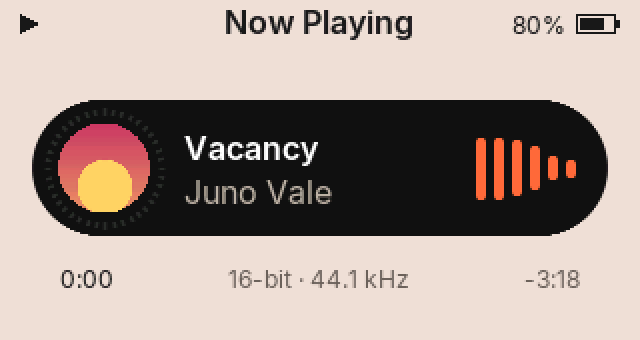 Now Playing
80%
Vacancy
Juno Vale
0:00
16-bit · 44.1 kHz
-3:18